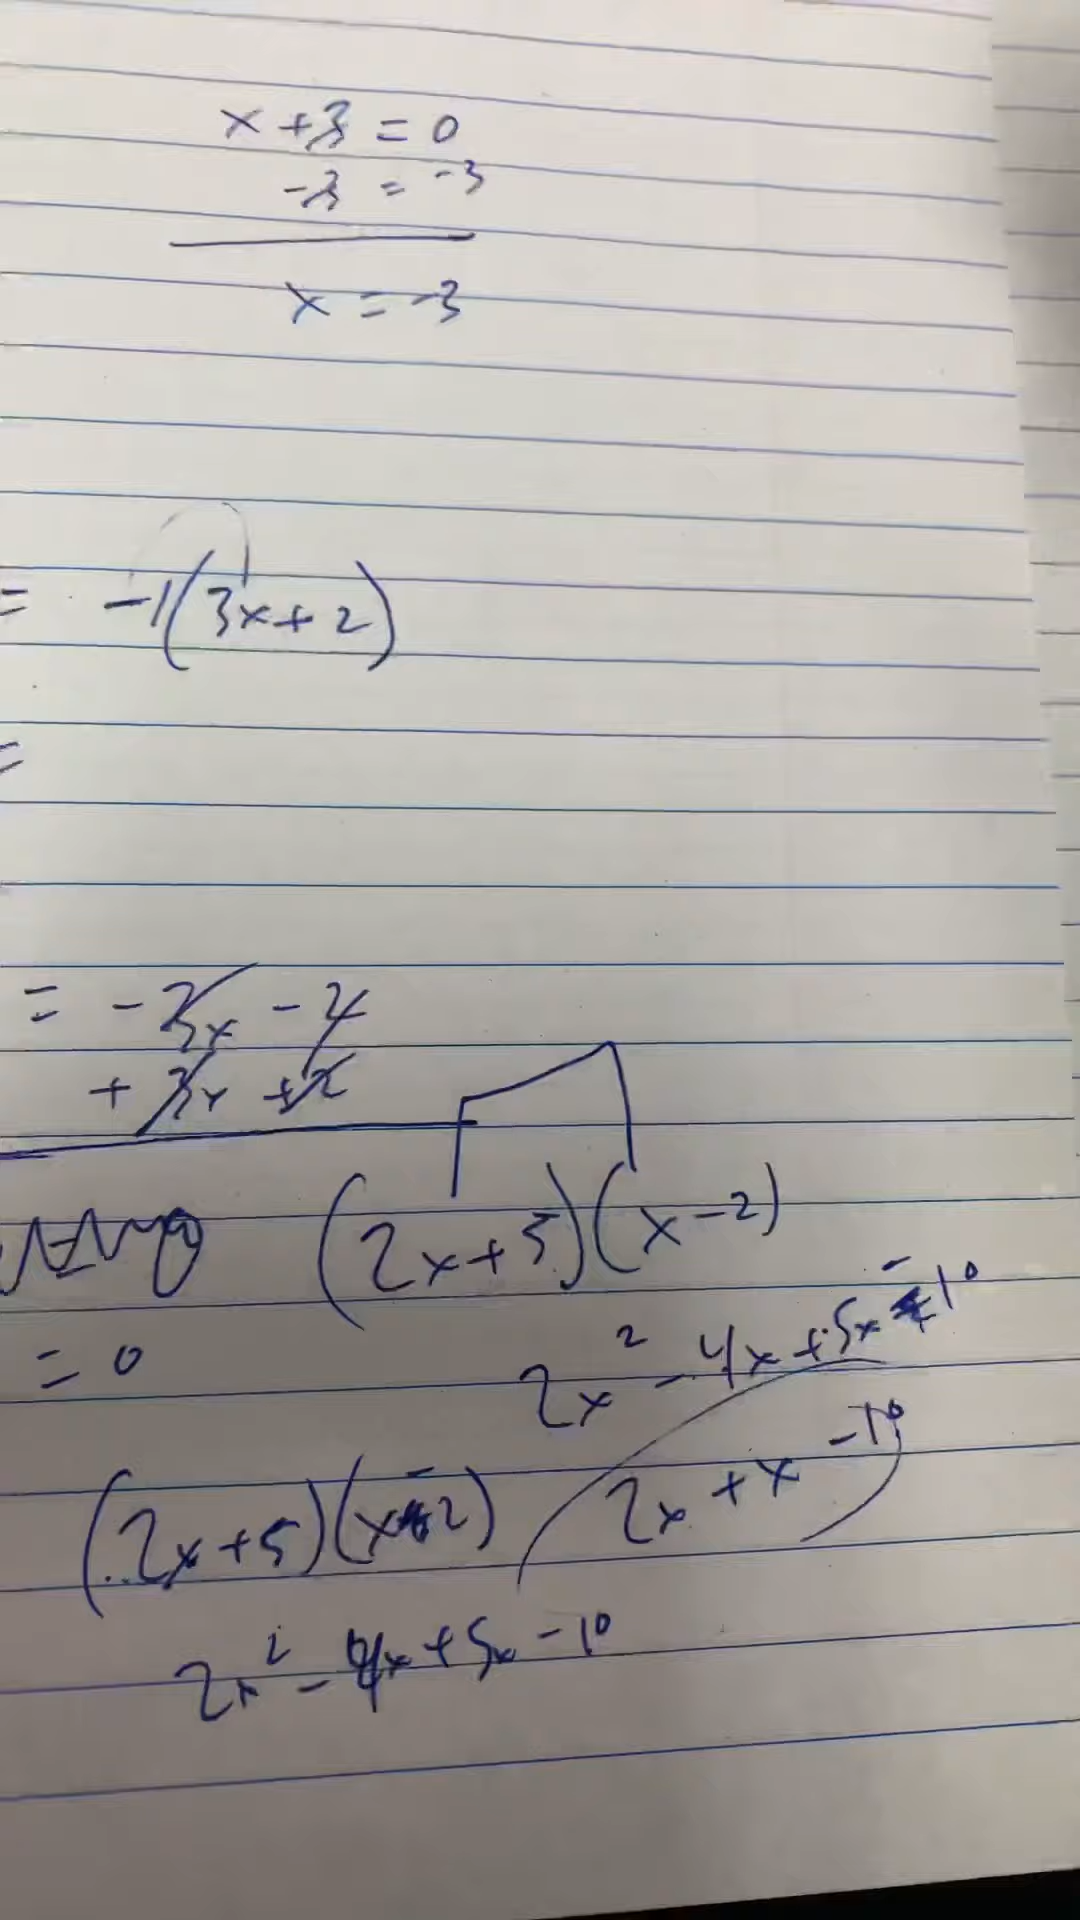 x + 3 = 0
-3 = -3
x = -3
= -1(3x + 2)
=
= -3x - 2
+ 3x + 2
(2x + 5)(x - 2)
= 0
2x² - 4x + 5x - 10
2x + x - 10
(2x + 5)(x - 2)
2x² - 4x + 5x - 10